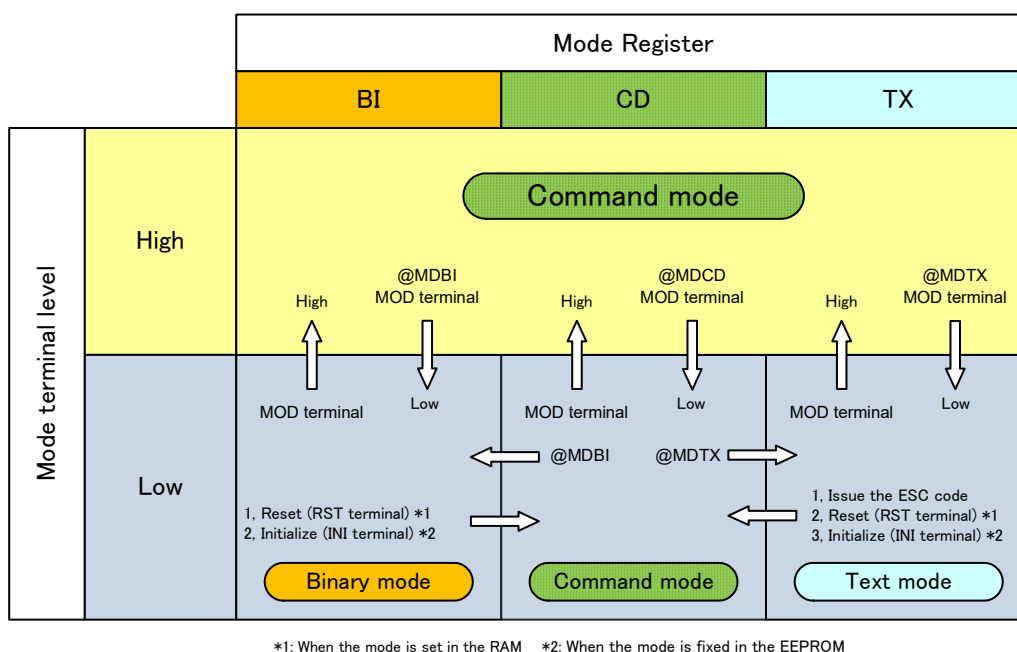 Mode Register
BI
CD
TX
Mode terminal level
High
Command mode
@MDBI
MOD terminal
High
@MDCD
MOD terminal
High
@MDTX
MOD terminal
High
Low
MOD terminal
Low
MOD terminal
Low
MOD terminal
Low
@MDBI
@MDTX
1, Reset (RST terminal) *1
2, Initialize (INI terminal) *2
1, Issue the ESC code
2, Reset (RST terminal) *1
3, Initialize (INI terminal) *2
Binary mode
Command mode
Text mode
*1: When the mode is set in the RAM *2: When the mode is fixed in the EEPROM